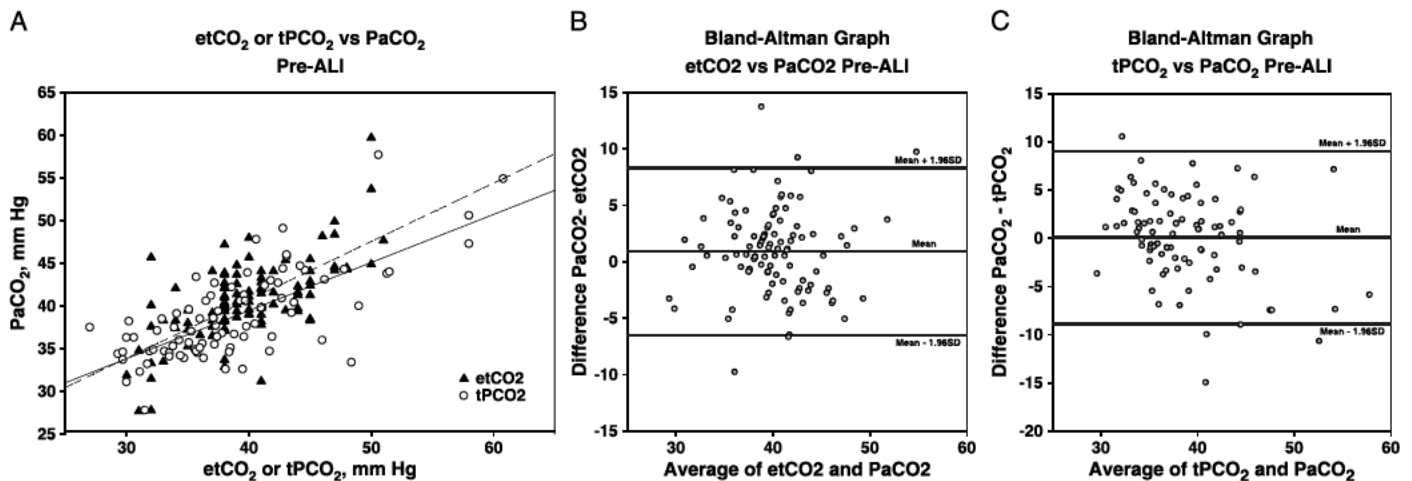 A
etCO₂ or tPCO₂ vs PaCO₂
Pre-ALI
PaCO₂, mm Hg
65
60
55
50
45
40
35
30
25
30
40
50
60
etCO2
tPCO2
etCO₂ or tPCO₂, mm Hg
B
Bland-Altman Graph
etCO2 vs PaCO2 Pre-ALI
Difference PaCO2- etCO2
15
10
5
0
-5
-10
-15
Mean + 1.96SD
Mean
Mean - 1.96SD
30
40
50
60
Average of etCO2 and PaCO2
C
Bland-Altman Graph
tPCO₂ vs PaCO₂ Pre-ALI
Difference PaCO₂ - tPCO₂
15
10
5
0
-5
-10
-15
-20
Mean + 1.96SD
Mean
Mean - 1.96SD
30
40
50
60
Average of tPCO₂ and PaCO₂